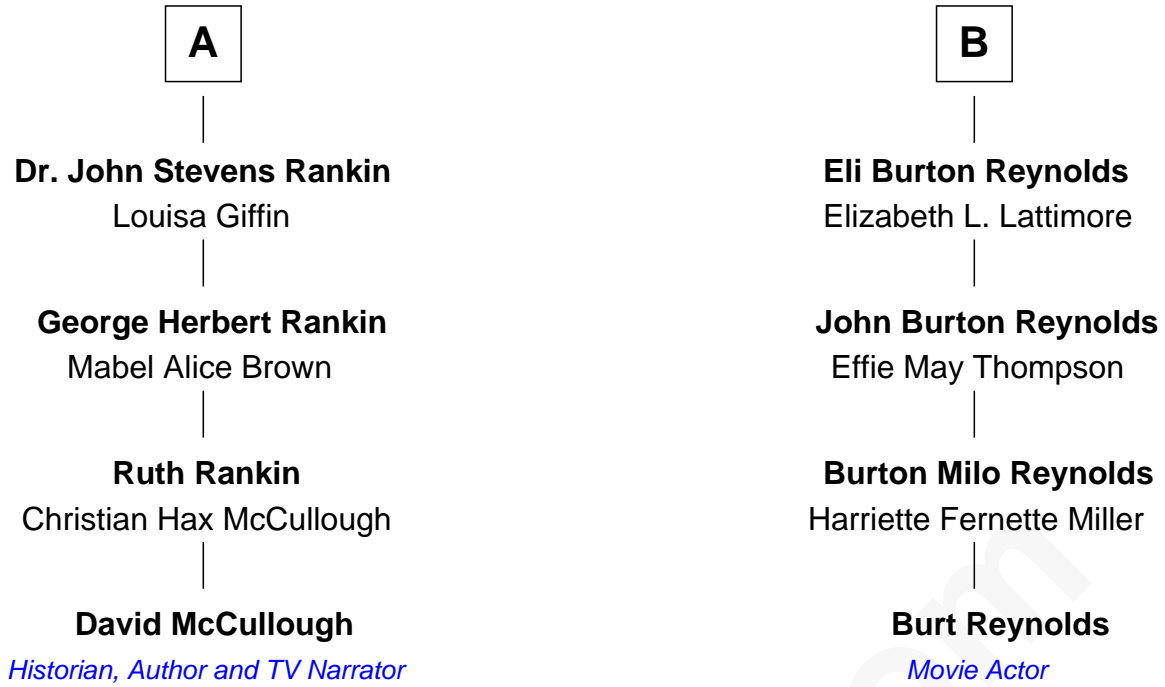 A
B
Dr. John Stevens Rankin
Louisa Giffin
Eli Burton Reynolds
Elizabeth L. Lattimore
George Herbert Rankin
Mabel Alice Brown
John Burton Reynolds
Effie May Thompson
Ruth Rankin
Christian Hax McCullough
Burton Milo Reynolds
Harriette Fernette Miller
David McCullough
Historian, Author and TV Narrator
Burt Reynolds
Movie Actor